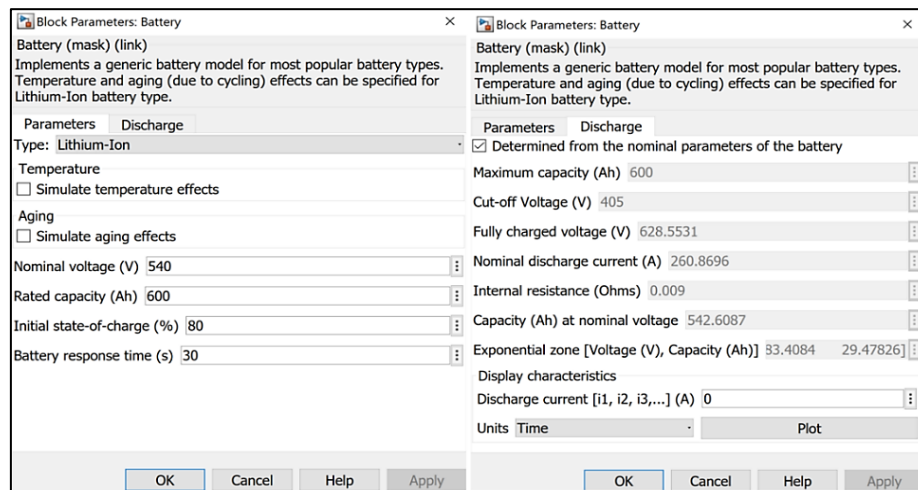 Block Parameters: Battery
Battery (mask) (link)
Implements a generic battery model for most popular battery types.
Temperature and aging (due to cycling) effects can be specified for
Lithium-Ion battery type.
Parameters Discharge
Type: Lithium-Ion
Temperature
Simulate temperature effects
Aging
Simulate aging effects
Nominal voltage (V) 540
Rated capacity (Ah) 600
Initial state-of-charge (%) 80
Battery response time (s) 30
OK Cancel Help Apply
Block Parameters: Battery
Battery (mask) (link)
Implements a generic battery model for most popular battery types.
Temperature and aging (due to cycling) effects can be specified for
Lithium-Ion battery type.
Parameters Discharge
Determined from the nominal parameters of the battery
Maximum capacity (Ah) 600
Cut-off Voltage (V) 405
Fully charged voltage (V) 628.5531
Nominal discharge current (A) 260.8696
Internal resistance (Ohms) 0.009
Capacity (Ah) at nominal voltage 542.6087
Exponential zone [Voltage (V), Capacity (Ah)] 83.4084 29.47826]
Display characteristics
Discharge current [i1, i2, i3,...] (A) 0
Units Time Plot
OK Cancel Help Apply